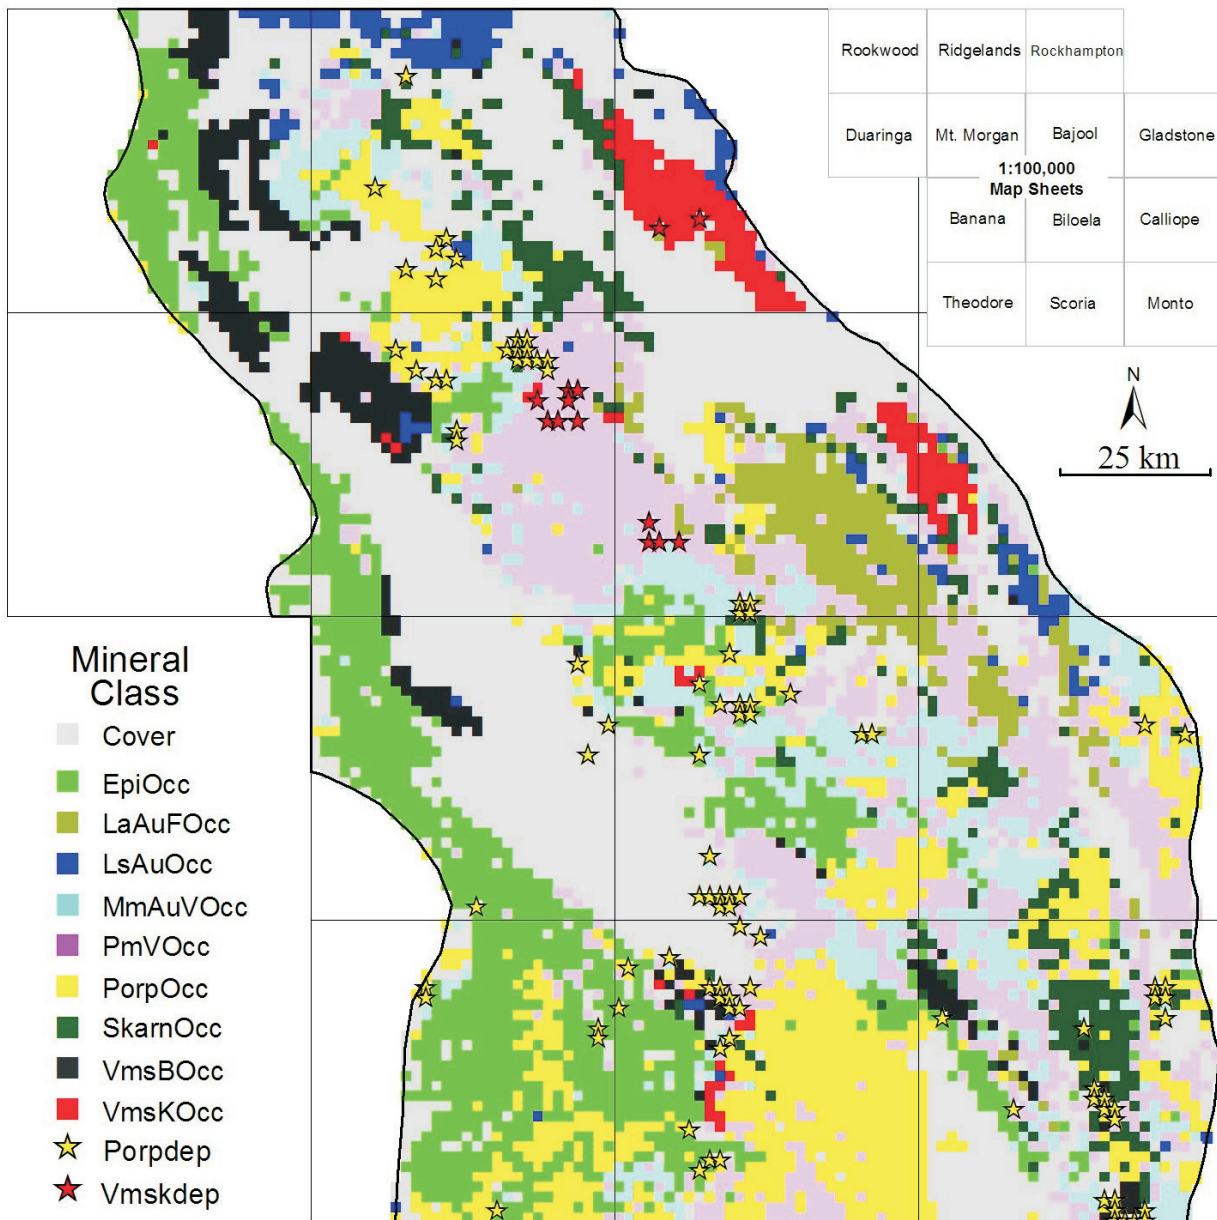 Rookwood Ridgelands Rockhampton
Duaringa Mt. Morgan Bajool Gladstone
1:100,000
Map Sheets
Banana Biloela Calliope
Theodore Scoria Monto
N
25 km
Mineral
Class
Cover
EpiOcc
LaAuFOcc
LsAuOcc
MmAuVOcc
PmVOcc
PorpOcc
SkarnOcc
VmsBOcc
VmsKOcc
Porpdep
Vmskdep